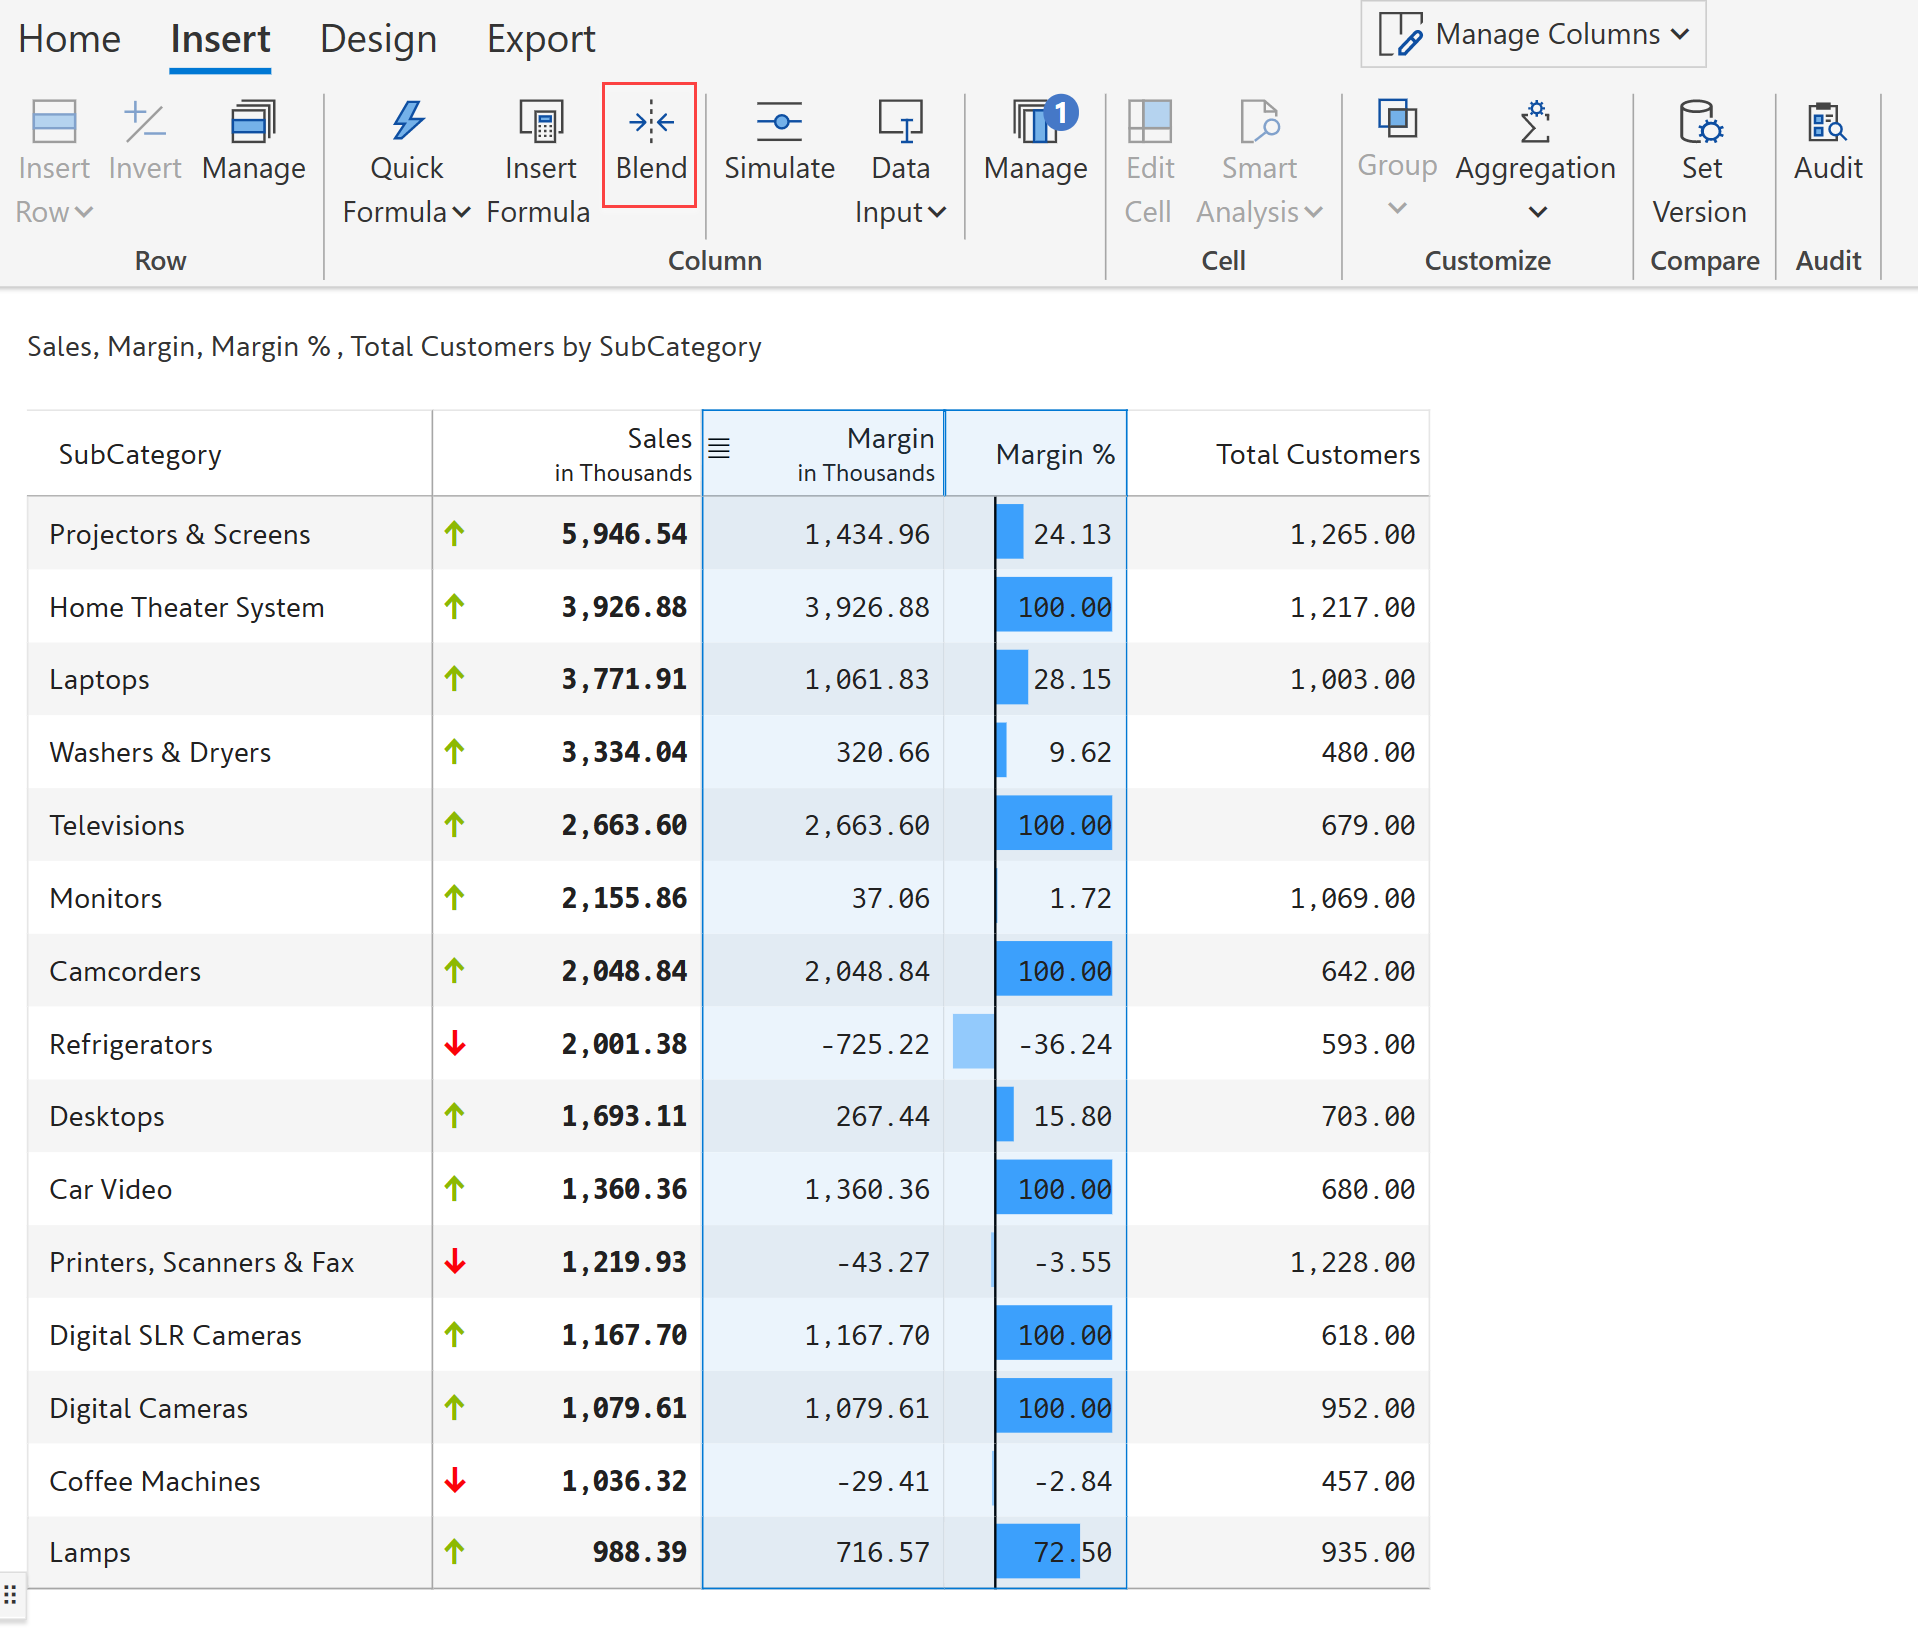 Home Insert Design Export Manage Columns
1
Insert Invert Manage Quick Insert Blend Simulate Data Manage Edit Smart Group Aggregation Set Audit
Row Formula Formula Input Cell Analysis Version
Row Column Cell Customize Compare Audit
Sales, Margin, Margin % , Total Customers by SubCategory
SubCategory Sales in Thousands Margin in Thousands Margin % Total Customers
Projectors & Screens 5,946.54 1,434.96 24.13 1,265.00
Home Theater System 3,926.88 3,926.88 100.00 1,217.00
Laptops 3,771.91 1,061.83 28.15 1,003.00
Washers & Dryers 3,334.04 320.66 9.62 480.00
Televisions 2,663.60 2,663.60 100.00 679.00
Monitors 2,155.86 37.06 1.72 1,069.00
Camcorders 2,048.84 2,048.84 100.00 642.00
Refrigerators 2,001.38 -725.22 -36.24 593.00
Desktops 1,693.11 267.44 15.80 703.00
Car Video 1,360.36 1,360.36 100.00 680.00
Printers, Scanners & Fax 1,219.93 -43.27 -3.55 1,228.00
Digital SLR Cameras 1,167.70 1,167.70 100.00 618.00
Digital Cameras 1,079.61 1,079.61 100.00 952.00
Coffee Machines 1,036.32 -29.41 -2.84 457.00
Lamps 988.39 716.57 72.50 935.00